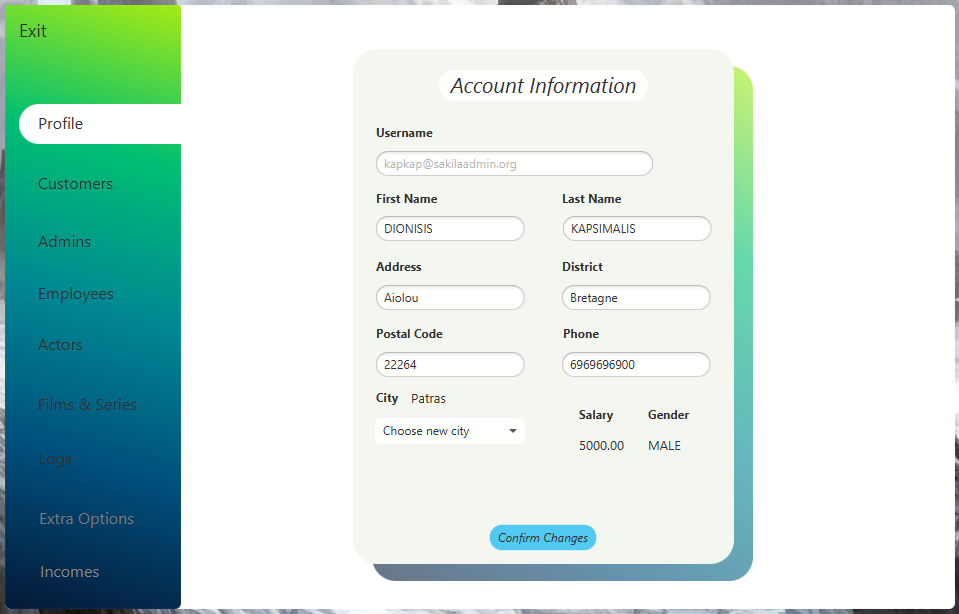 Exit
Profile
Customers
Admins
Employees
Actors
Films & Series
Logs
Extra Options
Incomes
Account Information
Username
kapkap@sakilaadmin.org
First Name Last Name
DIONISIS KAPSIMALIS
Address District
Aiolou Bretagne
Postal Code Phone
22264 6969696900
City Patras
Choose new city
Salary Gender
5000.00 MALE
Confirm Changes